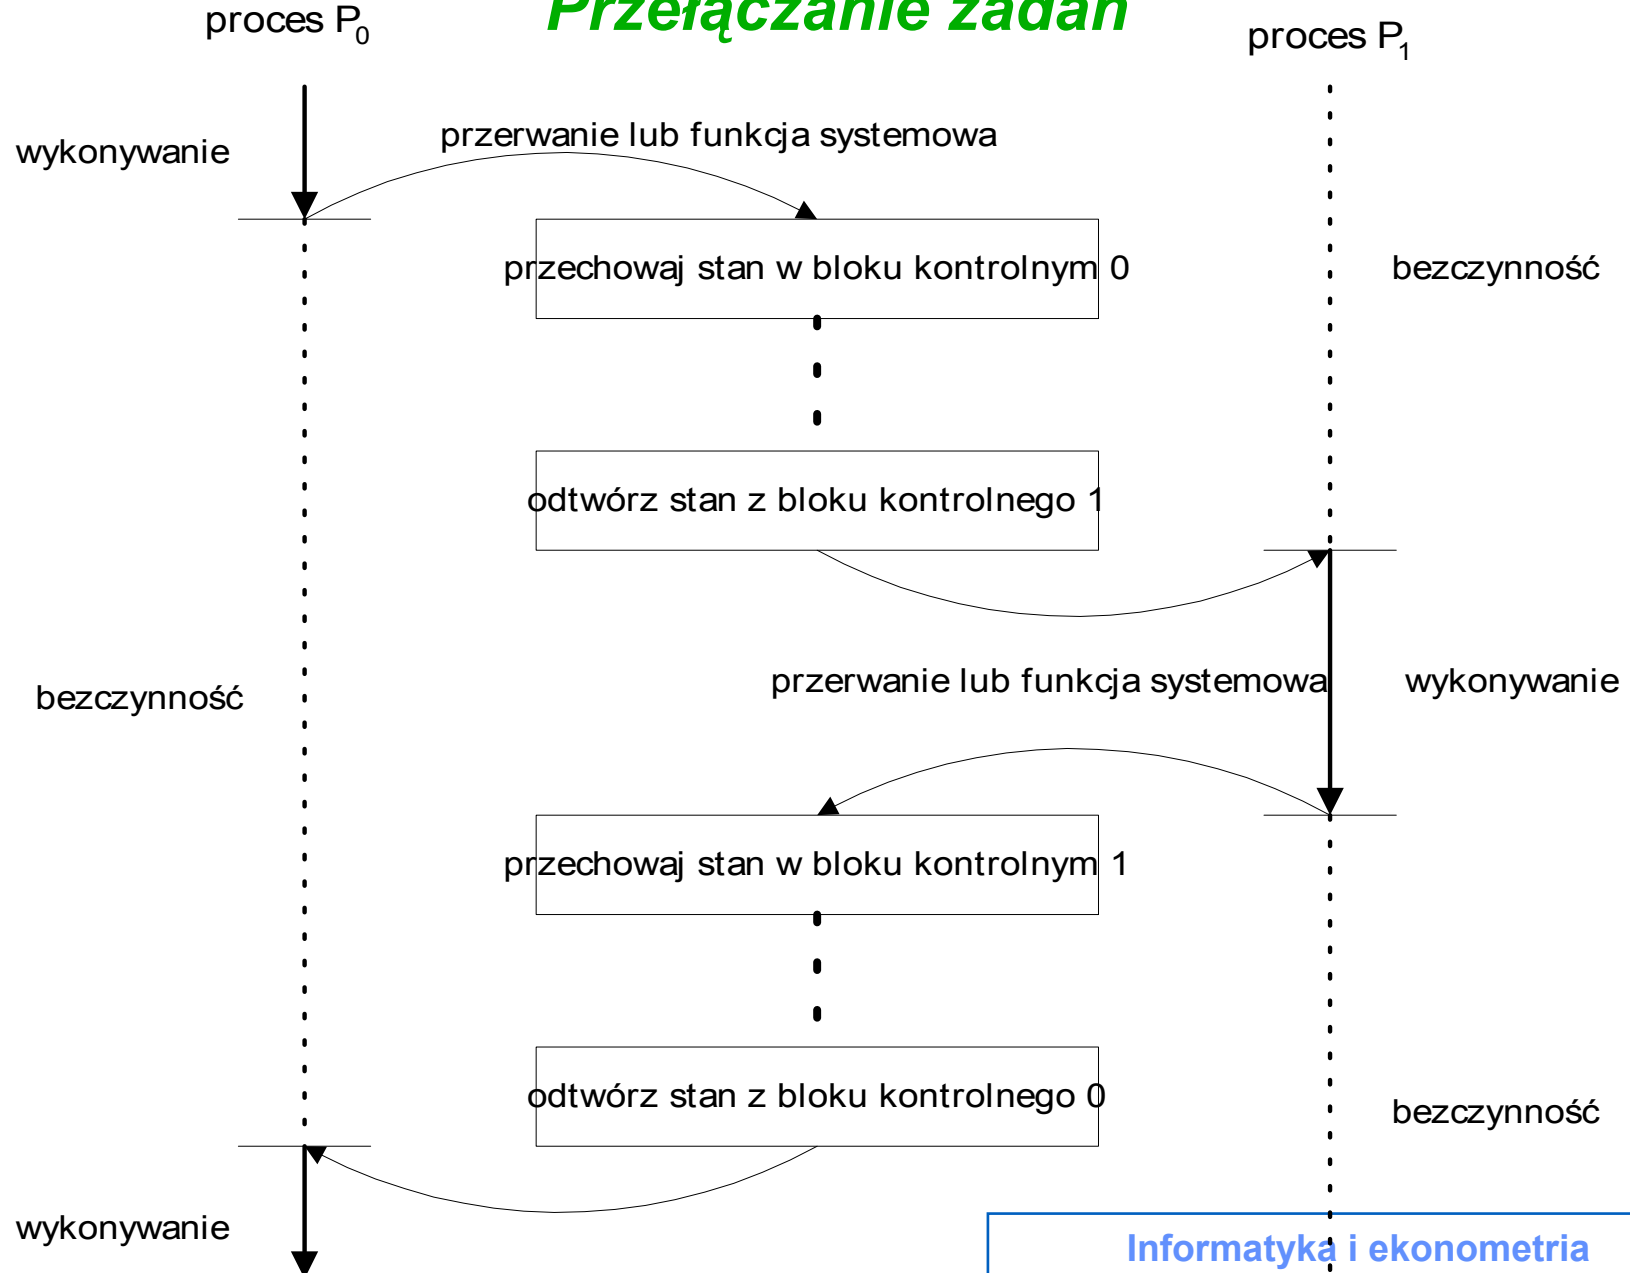 Przełączanie zadań
proces P0
proces P1
wykonywanie
przerwanie lub funkcja systemowa
przechowaj stan w bloku kontrolnym 0
bezczynność
odtwórz stan z bloku kontrolnego 1
bezczynność
przerwanie lub funkcja systemowa
wykonywanie
przechowaj stan w bloku kontrolnym 1
odtwórz stan z bloku kontrolnego 0
bezczynność
wykonywanie
Informatyka i ekonometria